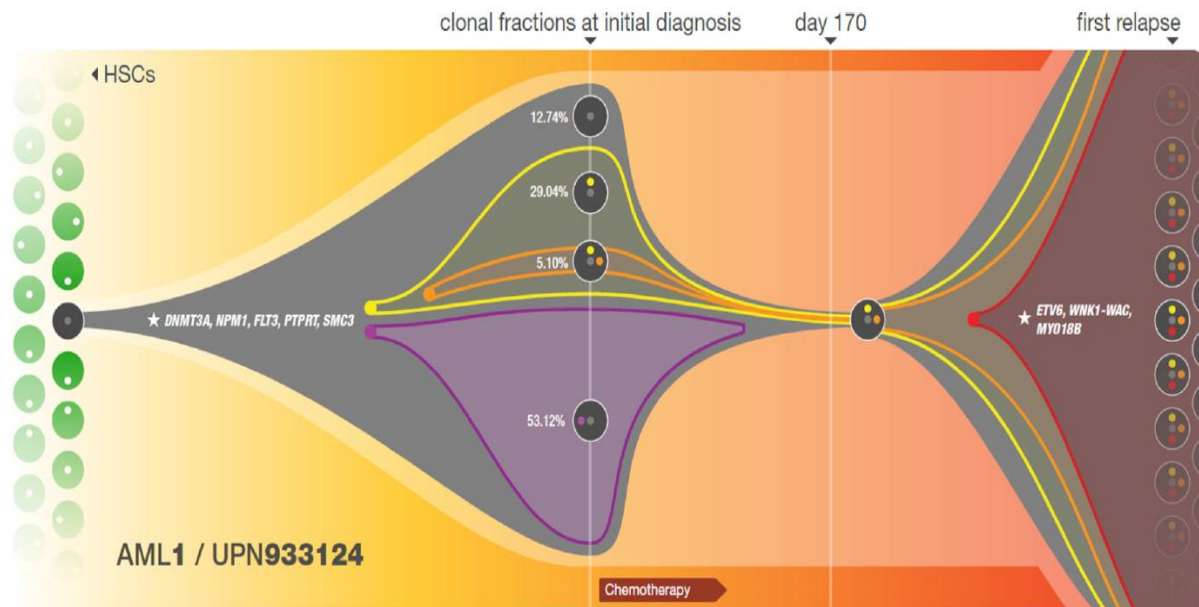 clonal fractions at initial diagnosis
day 170
first relapse
HSCs
12.74%
29.04%
5.10%
DNMT3A, NPM1, FLT3, PTPRT, SMC3
ETV6, WNK1-WAC,
MYO18B
53.12%
AML1 / UPN933124
Chemotherapy